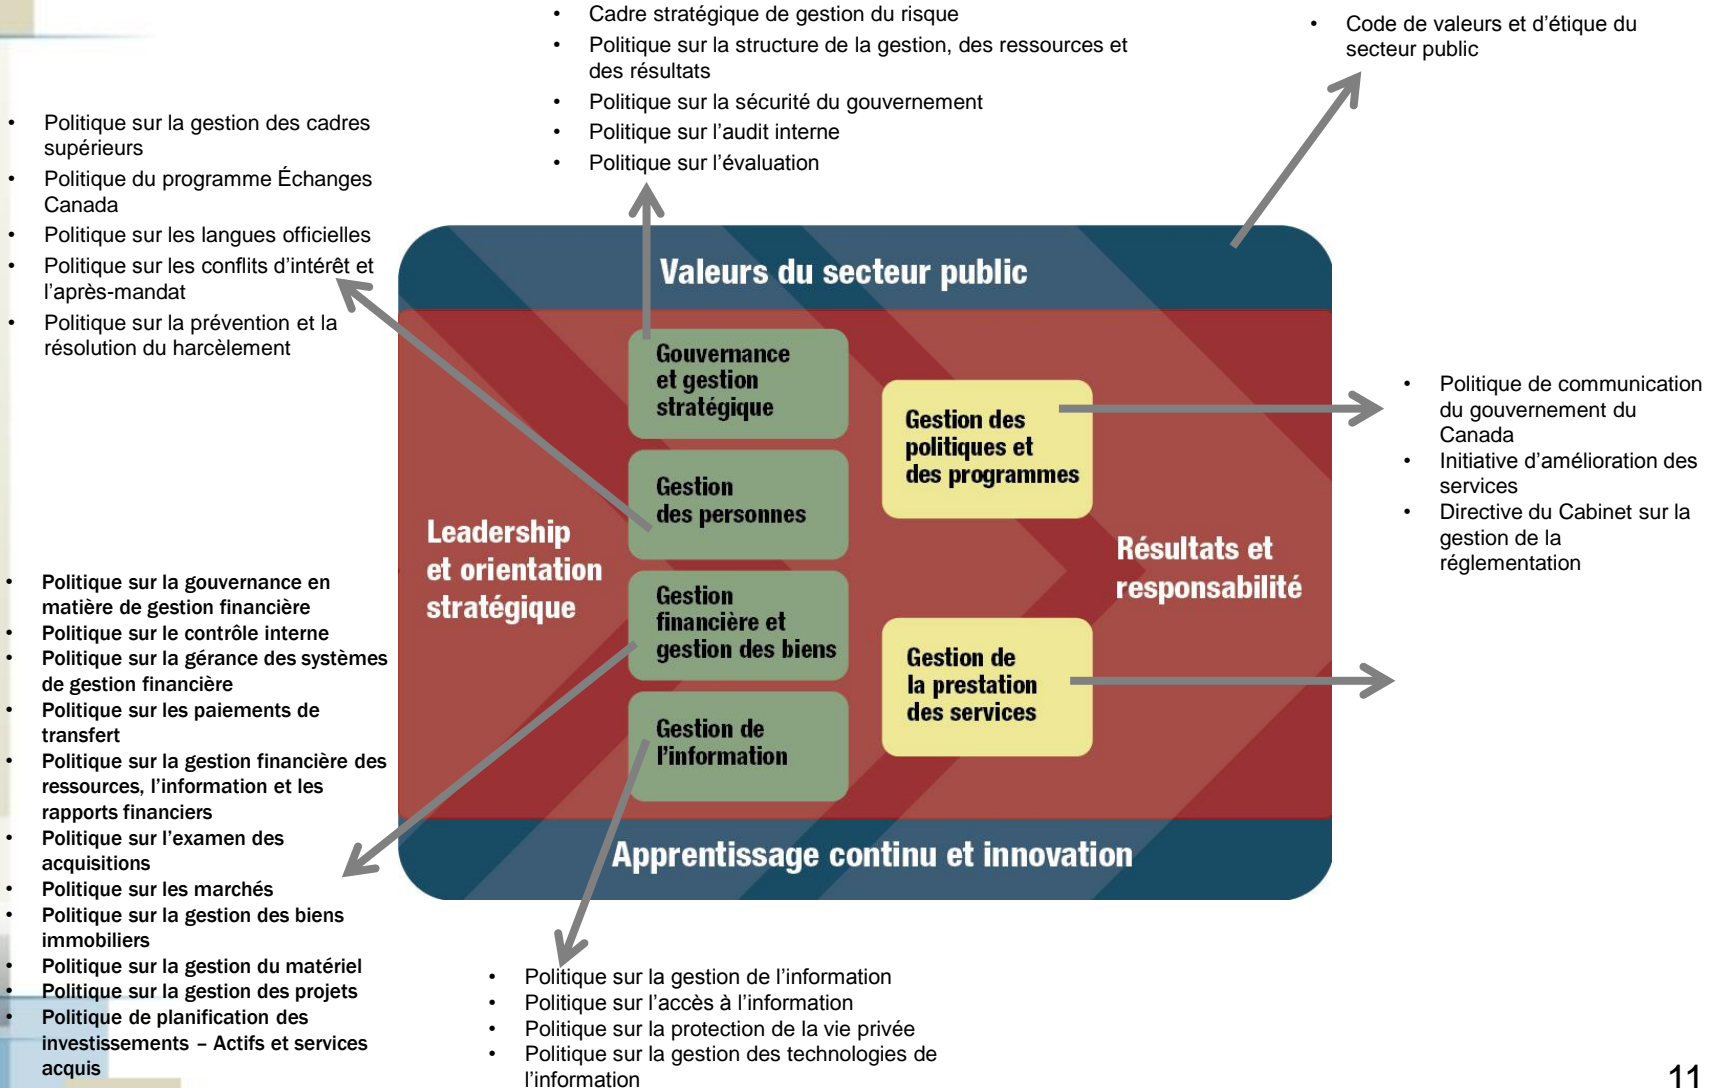 • Cadre stratégique de gestion du risque
• Politique sur la structure de la gestion, des ressources et
des résultats
• Politique sur la sécurité du gouvernement
• Politique sur l'audit interne
• Politique sur l'évaluation
• Code de valeurs et d'étique du
secteur public
• Politique sur la gestion des cadres
supérieurs
• Politique du programme Échanges
Canada
• Politique sur les langues officielles
• Politique sur les conflits d'intérêt et
l'après-mandat
• Politique sur la prévention et la
résolution du harcèlement
Valeurs du secteur public
Leadership
et orientation
stratégique
Gouvernance
et gestion
stratégique
Gestion
des personnes
Gestion
financière et
gestion des biens
Gestion de
l'information
Gestion des
politiques et
des programmes
Gestion de
la prestation
des services
Résultats et
responsabilité
Apprentissage continu et innovation
• Politique de communication
du gouvernement du
Canada
• Initiative d'amélioration des
services
• Directive du Cabinet sur la
gestion de la
réglementation
• Politique sur la gouvernance en
matière de gestion financière
• Politique sur le contrôle interne
• Politique sur la gérance des systèmes
de gestion financière
• Politique sur les paiements de
transfert
• Politique sur la gestion financière des
ressources, l'information et les
rapports financiers
• Politique sur l'examen des
acquisitions
• Politique sur les marchés
• Politique sur la gestion des biens
immobiliers
• Politique sur la gestion du matériel
• Politique sur la gestion des projets
• Politique de planification des
investissements – Actifs et services
acquis
• Politique sur la gestion de l'information
• Politique sur l'accès à l'information
• Politique sur la protection de la vie privée
• Politique sur la gestion des technologies de
l'information
11